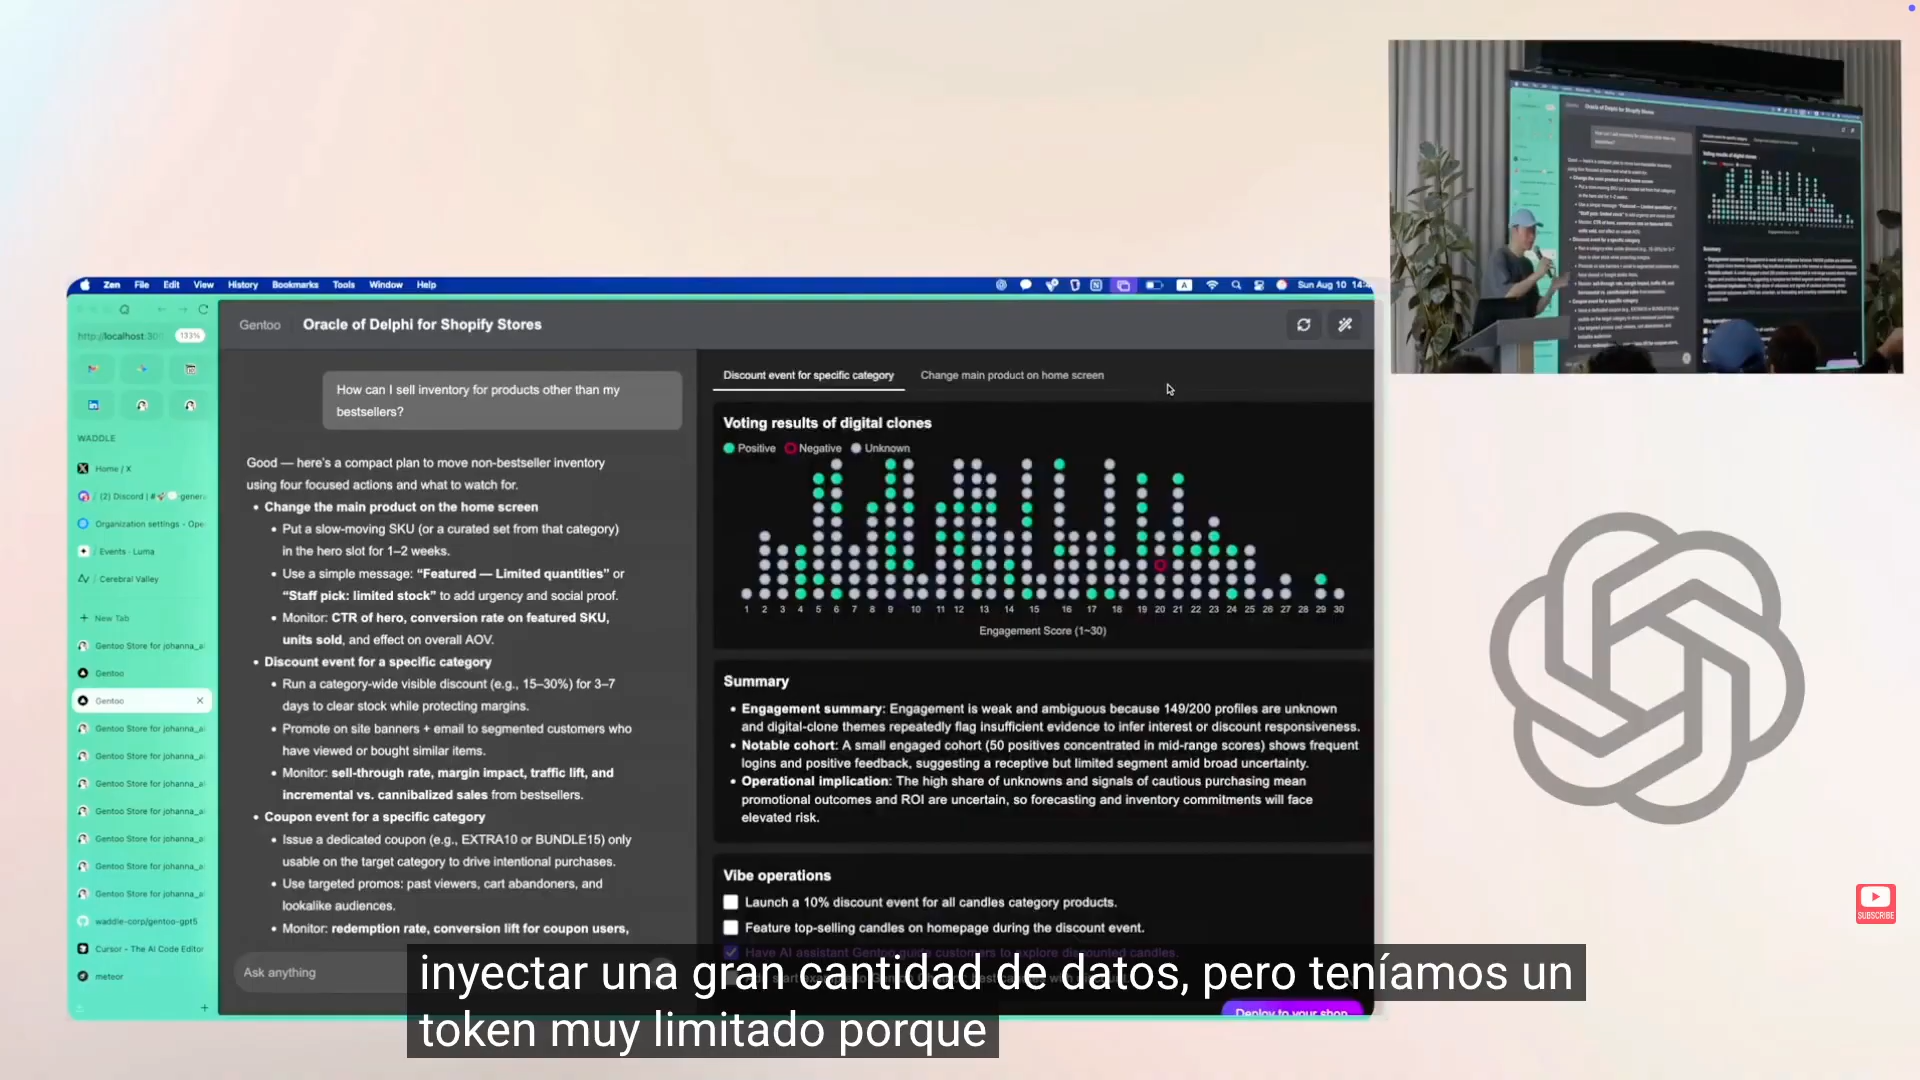 Zen File Edit View History Bookmarks Tools Window Help
Sun Aug 10 14:4
http://localhost:300
133%
WADDLE
Home / X
/ (2) Discord | #
Organization settings - Ope
/ Events · Luma
/ Cerebral Valley
New Tab
Gentoo Store for johanna_a
Gentoo
Gentoo
Gentoo Store for johanna_a
Gentoo Store for johanna_a
Gentoo Store for johanna_a
Gentoo Store for johanna_a
Gentoo Store for johanna_a
Gentoo Store for johanna_a
Gentoo Store for johanna_a
waddle-corp/gentoo-gpt5
Cursor - The AI Code Editor
meteor
Gentoo
Oracle of Delphi for Shopify Stores
How can I sell inventory for products other than my
bestsellers?
Good — here's a compact plan to move non-bestseller inventory
using four focused actions and what to watch for.
• Change the main product on the home screen
• Put a slow-moving SKU (or a curated set from that category)
in the hero slot for 1–2 weeks.
• Use a simple message: “Featured — Limited quantities” or
“Staff pick: limited stock” to add urgency and social proof.
• Monitor: CTR of hero, conversion rate on featured SKU,
units sold, and effect on overall AOV.
• Discount event for a specific category
• Run a category-wide visible discount (e.g., 15–30%) for 3–7
days to clear stock while protecting margins.
• Promote on site banners + email to segmented customers who
have viewed or bought similar items.
• Monitor: sell-through rate, margin impact, traffic lift, and
incremental vs. cannibalized sales from bestsellers.
• Coupon event for a specific category
• Issue a dedicated coupon (e.g., EXTRA10 or BUNDLE15) only
usable on the target category to drive intentional purchases.
• Use targeted promos: past viewers, cart abandoners, and
lookalike audiences.
• Monitor: redemption rate, conversion lift for coupon users,
Ask anything
Discount event for specific category
Change main product on home screen
Voting results of digital clones
Positive Negative Unknown
1 2 3 4 5 6 7 8 9 10 11 12 13 14 15 16 17 18 19 20 21 22 23 24 25 26 27 28 29 30
Engagement Score (1~30)
Summary
• Engagement summary: Engagement is weak and ambiguous because 149/200 profiles are unknown
and digital-clone themes repeatedly flag insufficient evidence to infer interest or discount responsiveness.
• Notable cohort: A small engaged cohort (50 positives concentrated in mid-range scores) shows frequent
logins and positive feedback, suggesting a receptive but limited segment amid broad uncertainty.
• Operational implication: The high share of unknowns and signals of cautious purchasing mean
promotional outcomes and ROI are uncertain, so forecasting and inventory commitments will face
elevated risk.
Vibe operations
Launch a 10% discount event for all candles category products.
Feature top-selling candles on homepage during the discount event.
Have AI assistant Gentoo guide customers to explore discounted candles.
Deploy to your shop
inyectar una gran cantidad de datos, pero teníamos un
token muy limitado porque
SUBSCRIBE